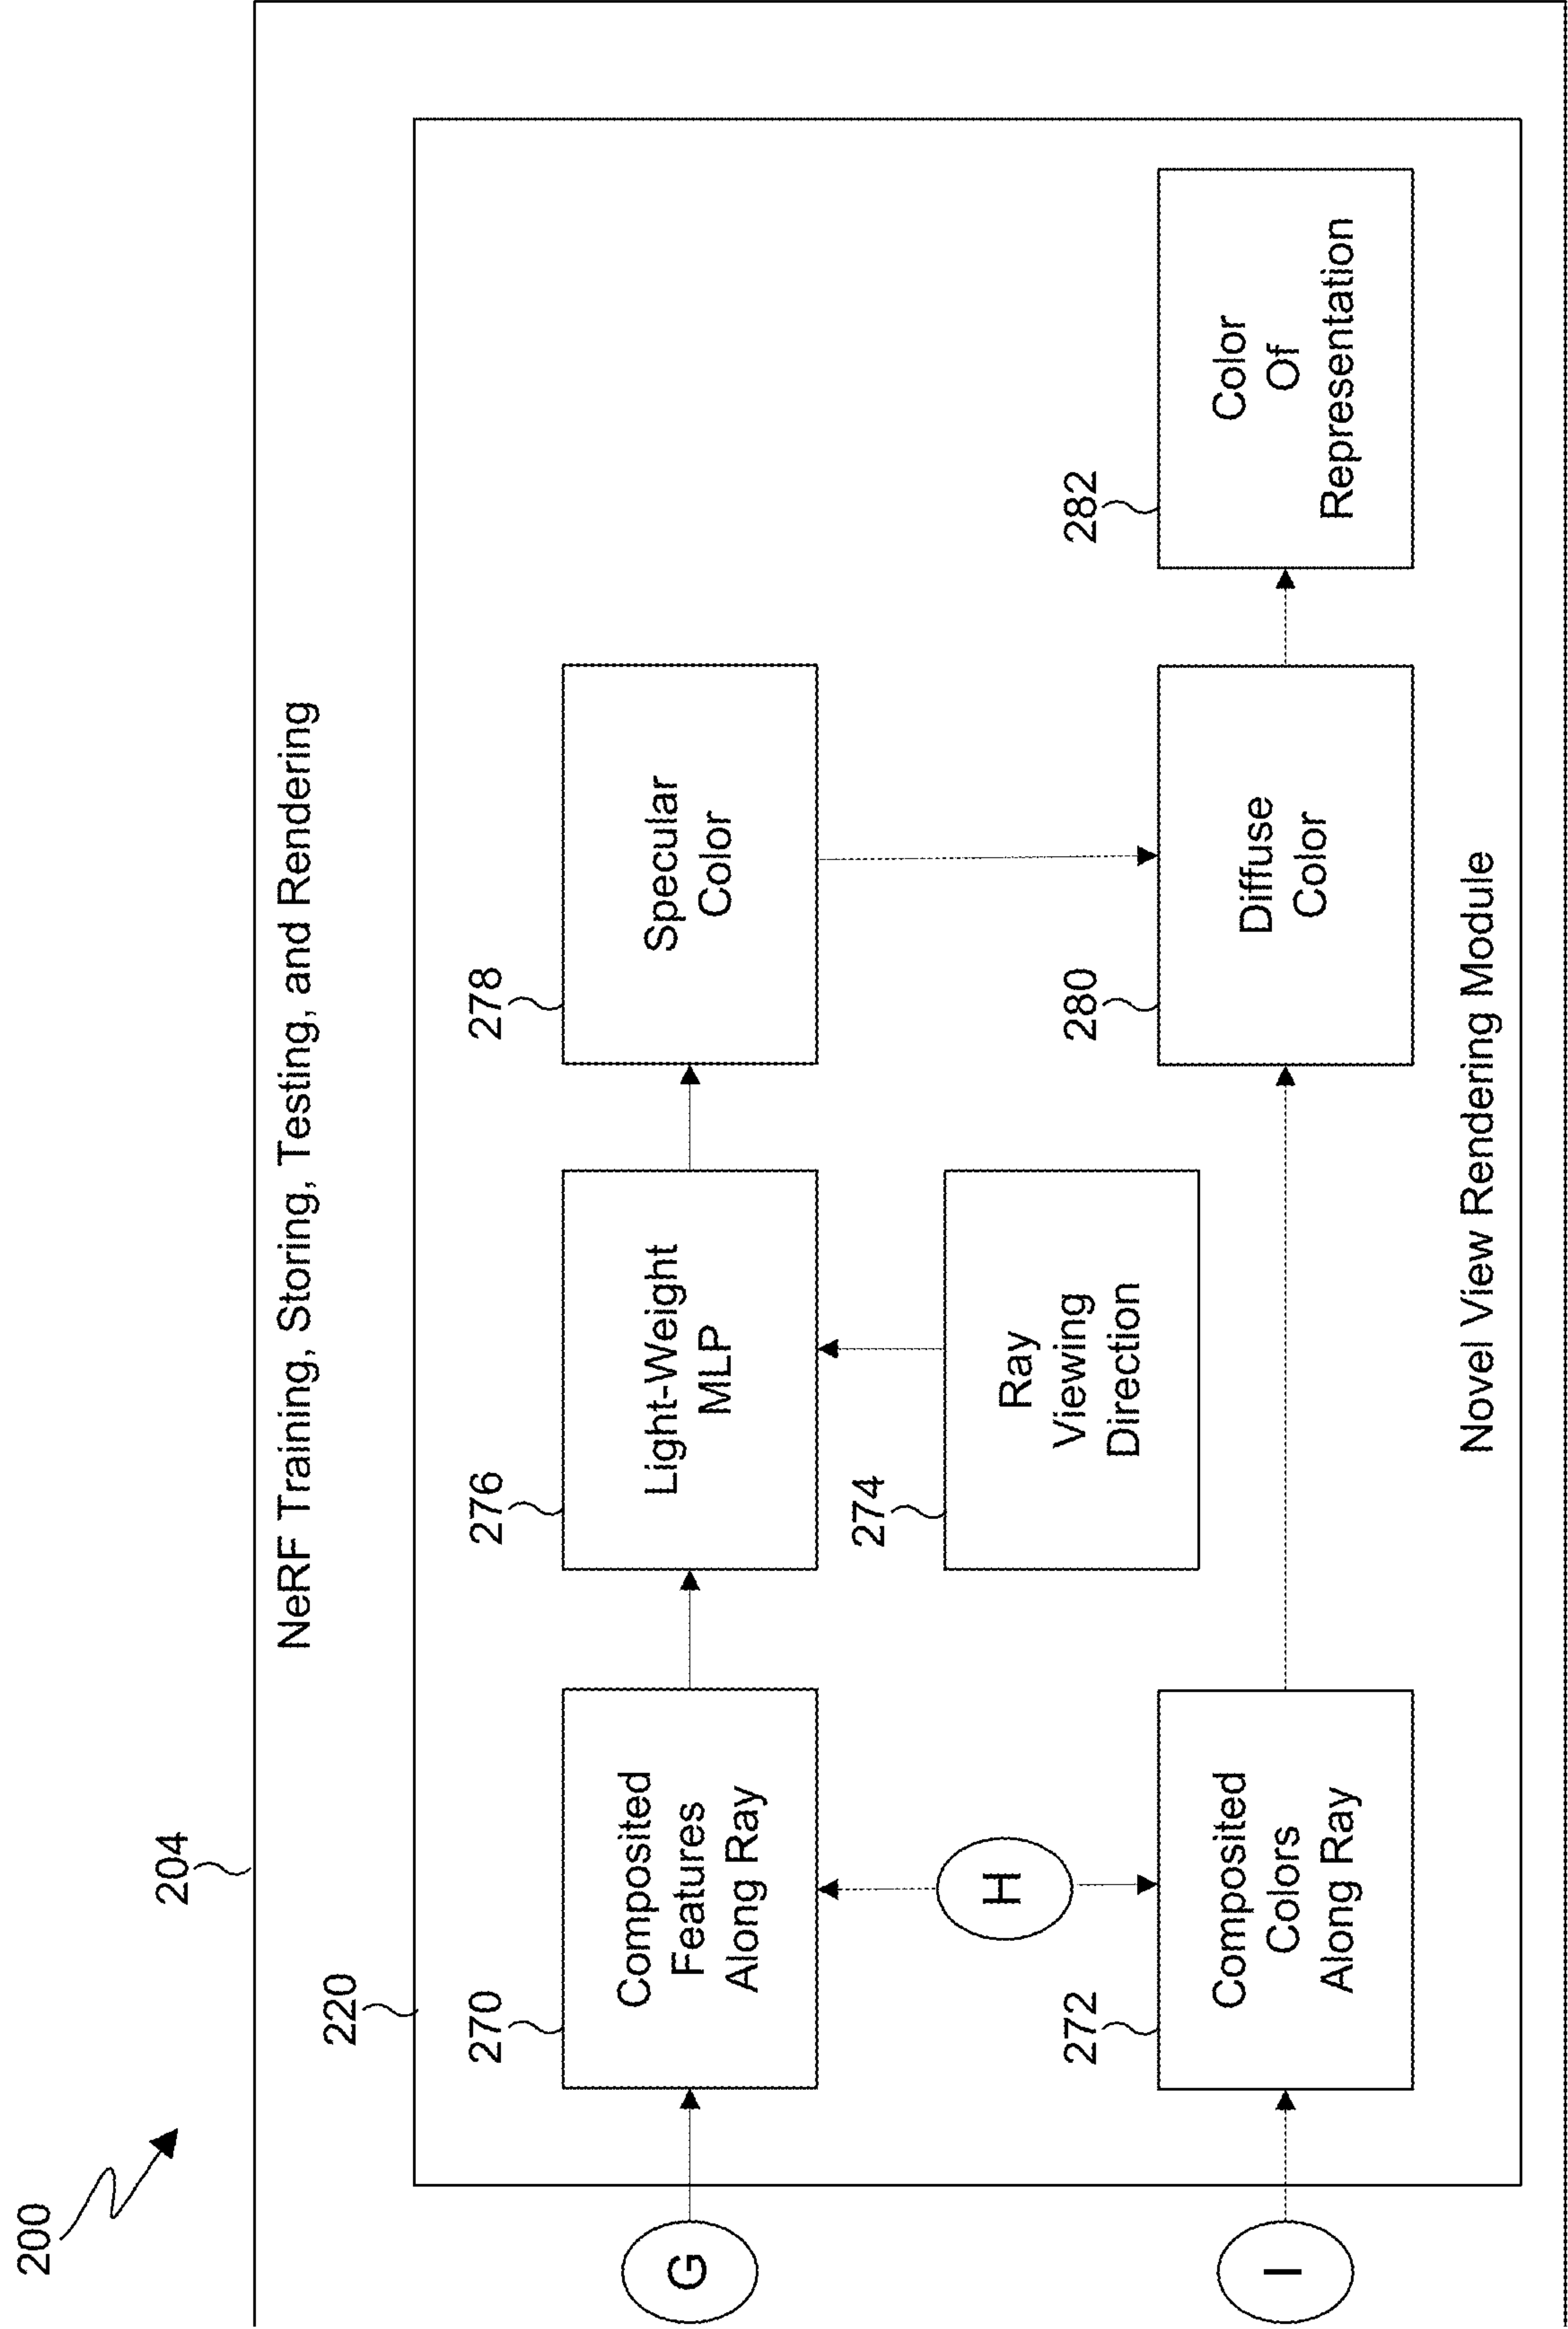 200
204
NeRF Training, Storing, Testing, and Rendering
220
G
270
Composited
Features
Along Ray
276
Light-Weight
MLP
278
Specular
Color
H
274
Ray
Viewing
Direction
I
272
Composited
Colors
Along Ray
280
Diffuse
Color
282
Color
Of
Representation
Novel View Rendering Module